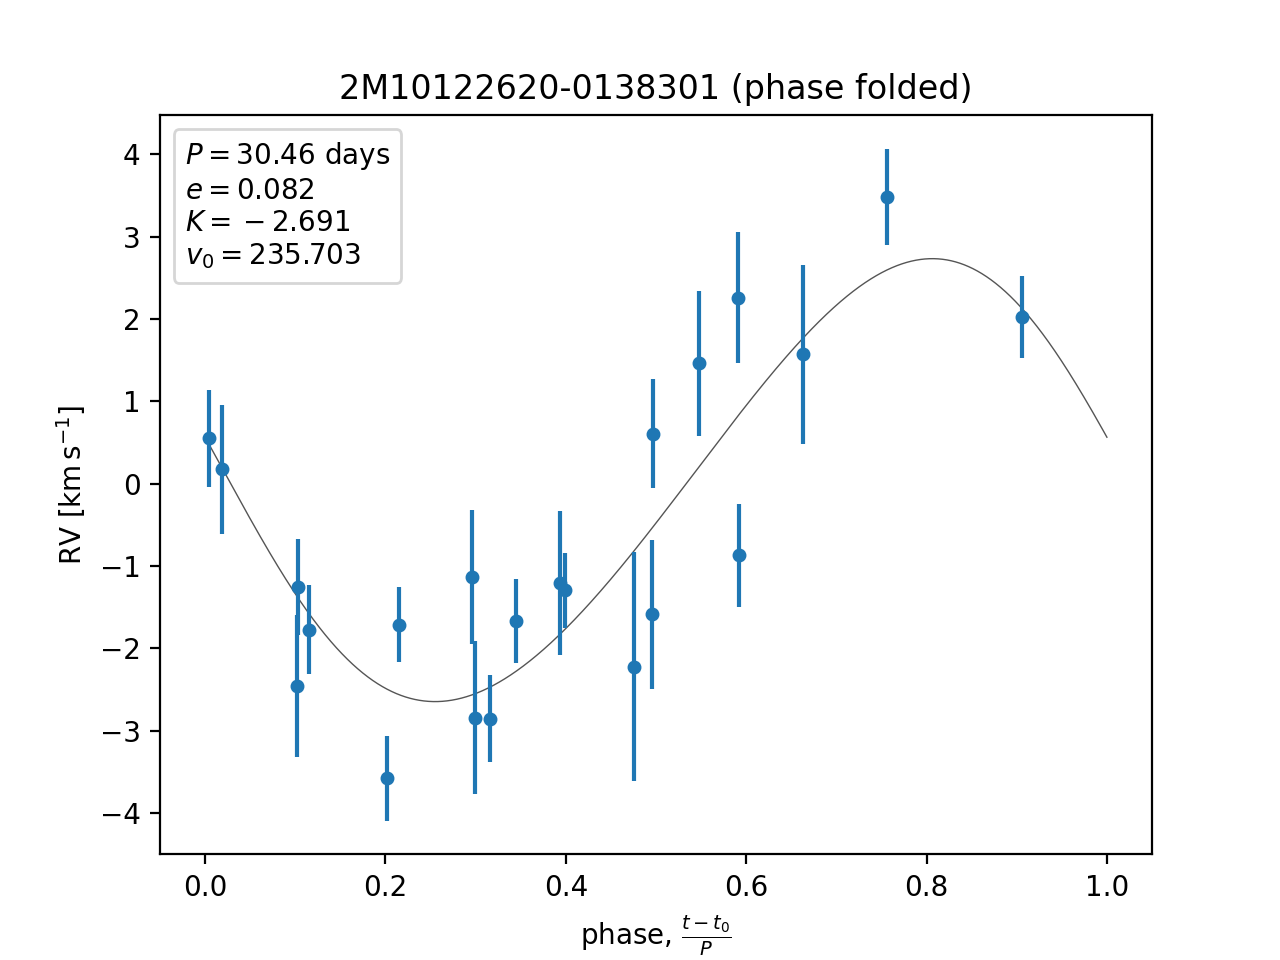 2M10122620-0138301 (phase folded)
P = 30.46 days
e = 0.082
K = −2.691
v₀ = 235.703
RV [km s⁻¹]
4
3
2
1
0
−1
−2
−3
−4
0.0 0.2 0.4 0.6 0.8 1.0
phase, (t − t₀)/P